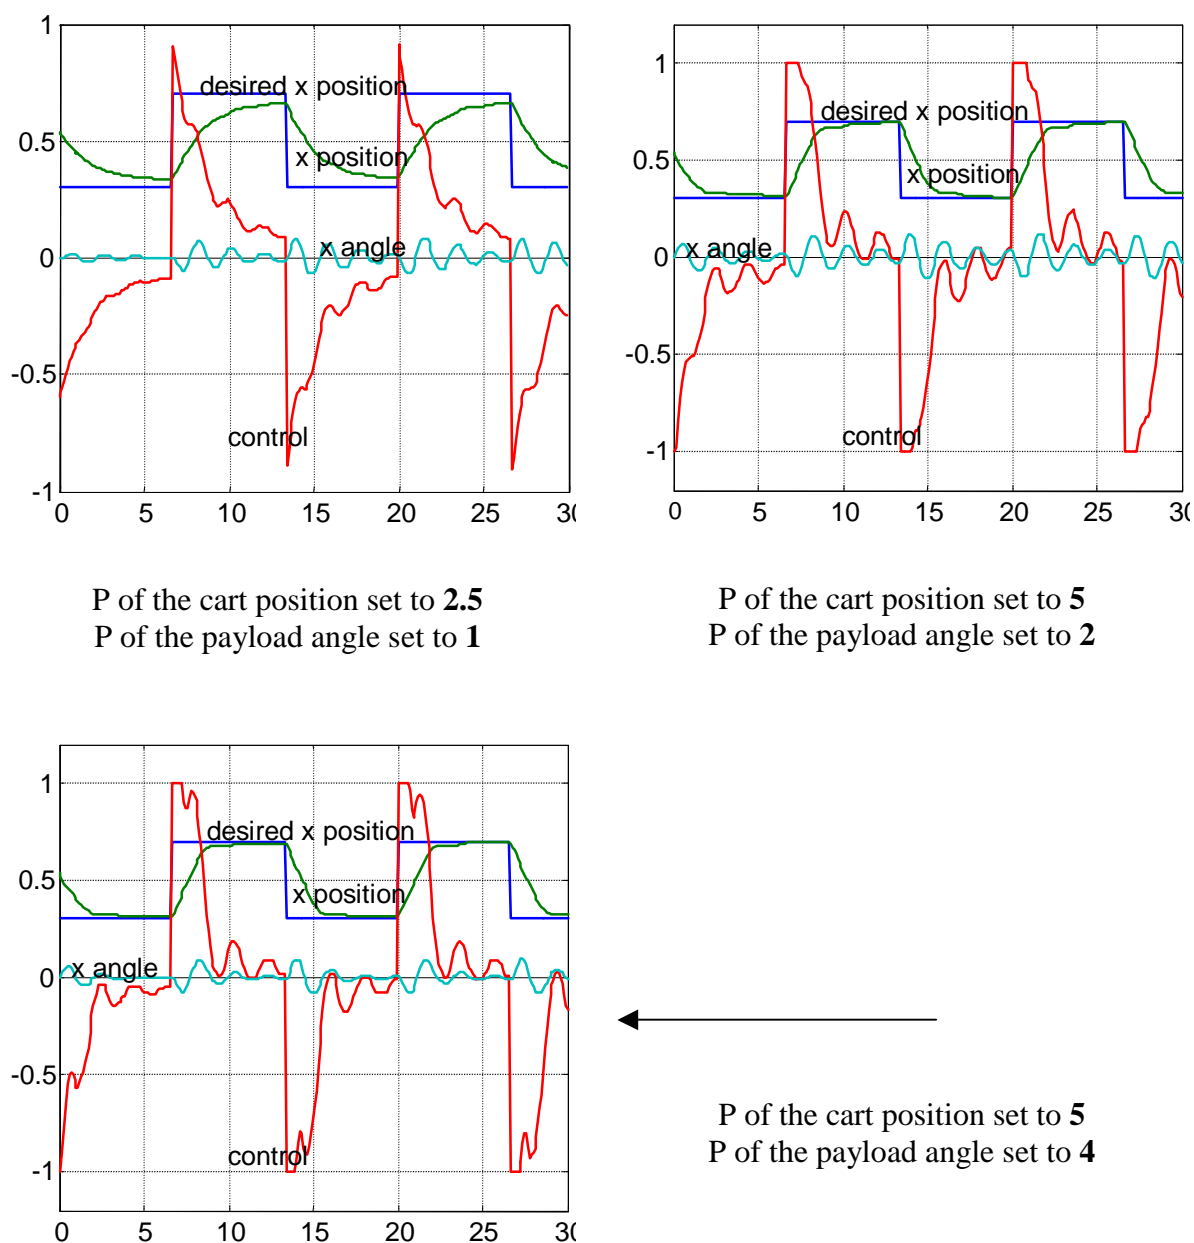 1
0.5
0
-0.5
-1
desired x position
x position
x angle
control
0 5 10 15 20 25 30
P of the cart position set to 2.5
P of the payload angle set to 1
1
0.5
0
-0.5
-1
desired x position
x position
x angle
control
0 5 10 15 20 25 30
P of the cart position set to 5
P of the payload angle set to 2
1
0.5
0
-0.5
-1
desired x position
x position
x angle
control
0 5 10 15 20 25 30
P of the cart position set to 5
P of the payload angle set to 4